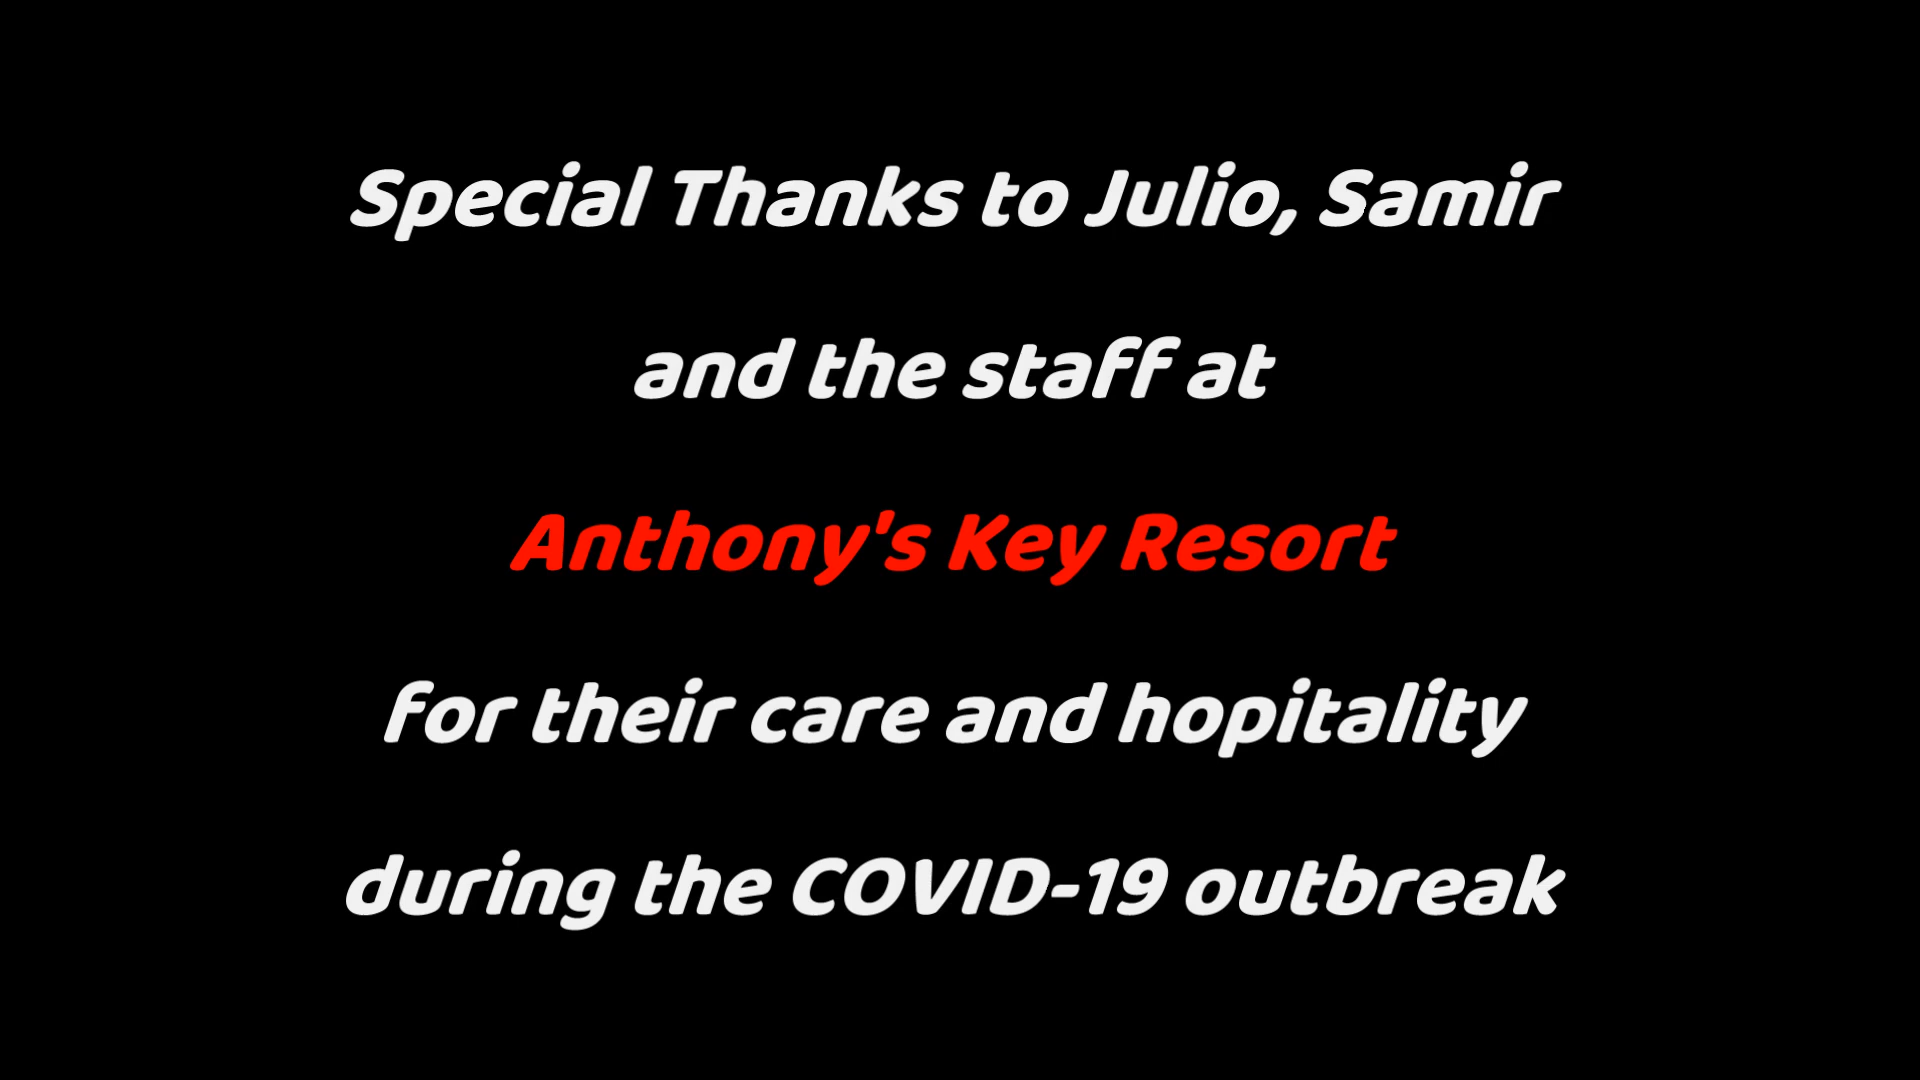 Special Thanks to Julio, Samir
and the staff at
Anthony's Key Resort
for their care and hopitality
during the COVID-19 outbreak